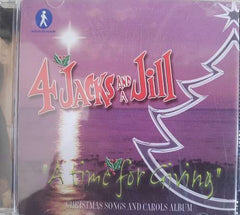 4 JACKS AND A JILL
"A Time for Giving"
CHRISTMAS SONGS AND CAROLS ALBUM